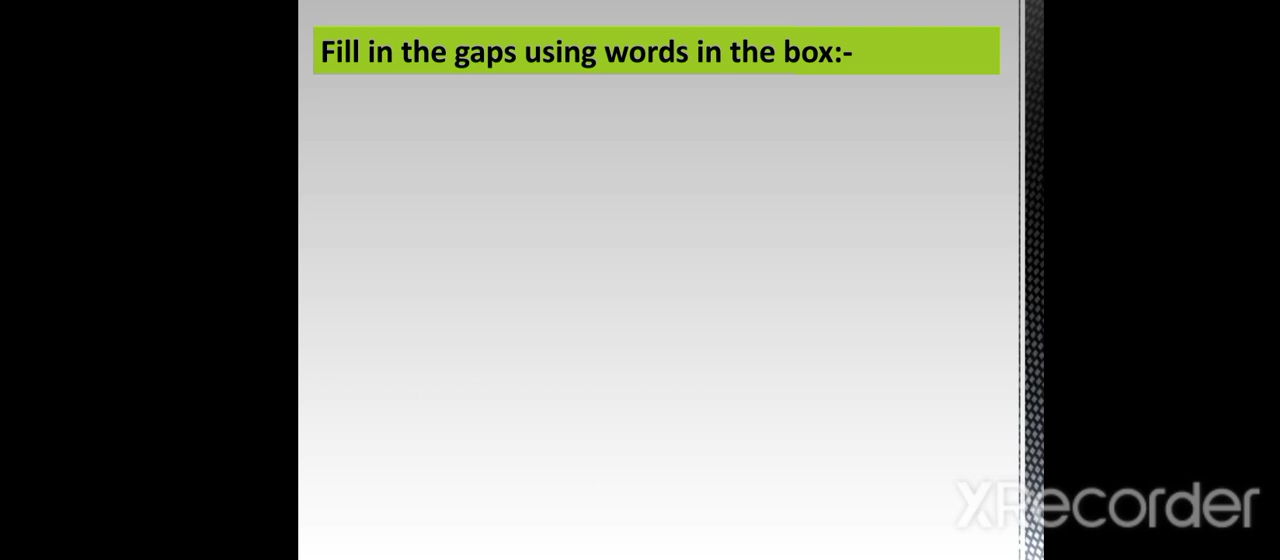 Fill in the gaps using words in the box:-
XRecorder